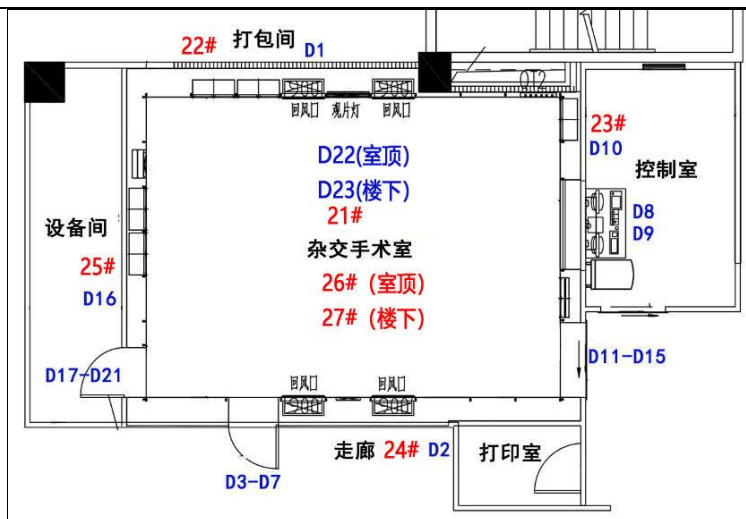 22# 打包间 D1
012
回风口 观片灯 回风口
23#
D10
控制室
D22(室顶)
D23(楼下)
21#
杂交手术室
26#（室顶）
27#（楼下）
D8
D9
设备间
25#
D16
D17-D21
D11-D15
回风口 回风口
走廊 24# D2 打印室
D3-D7